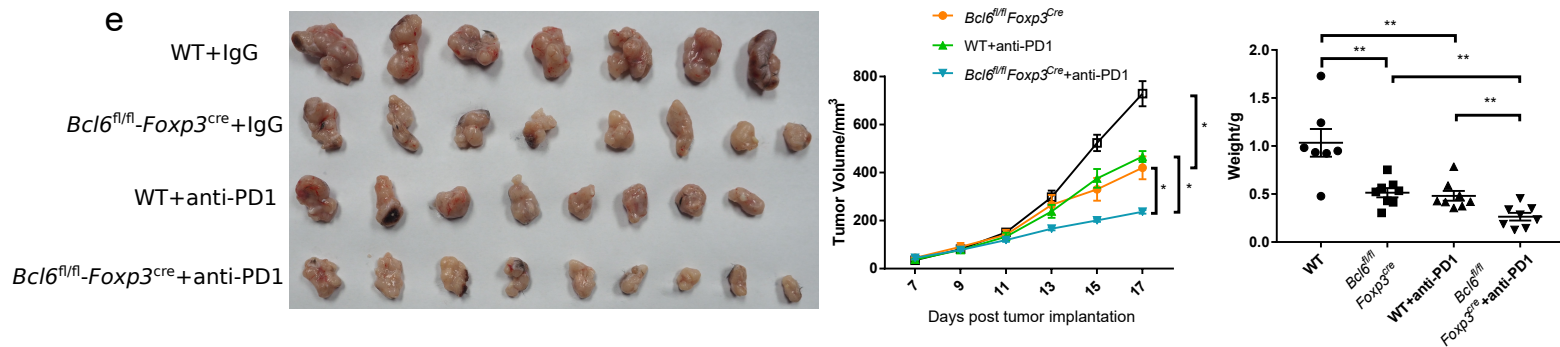 e
WT+IgG
Bcl6fl/fl-Foxp3cre+IgG
WT+anti-PD1
Bcl6fl/fl-Foxp3cre+anti-PD1
Bcl6fl/flFoxp3Cre
WT+anti-PD1
Bcl6fl/flFoxp3Cre+anti-PD1
Tumor Volume/mm3
800
600
400
200
0
7 9 11 13 15 17
Days post tumor implantation
*
*
*
Weight/g
2.0
1.5
1.0
0.5
0.0
**
**
**
**
WT
Bcl6fl/fl
Foxp3cre
WT+anti-PD1
Bcl6fl/fl
Foxp3cre+anti-PD1